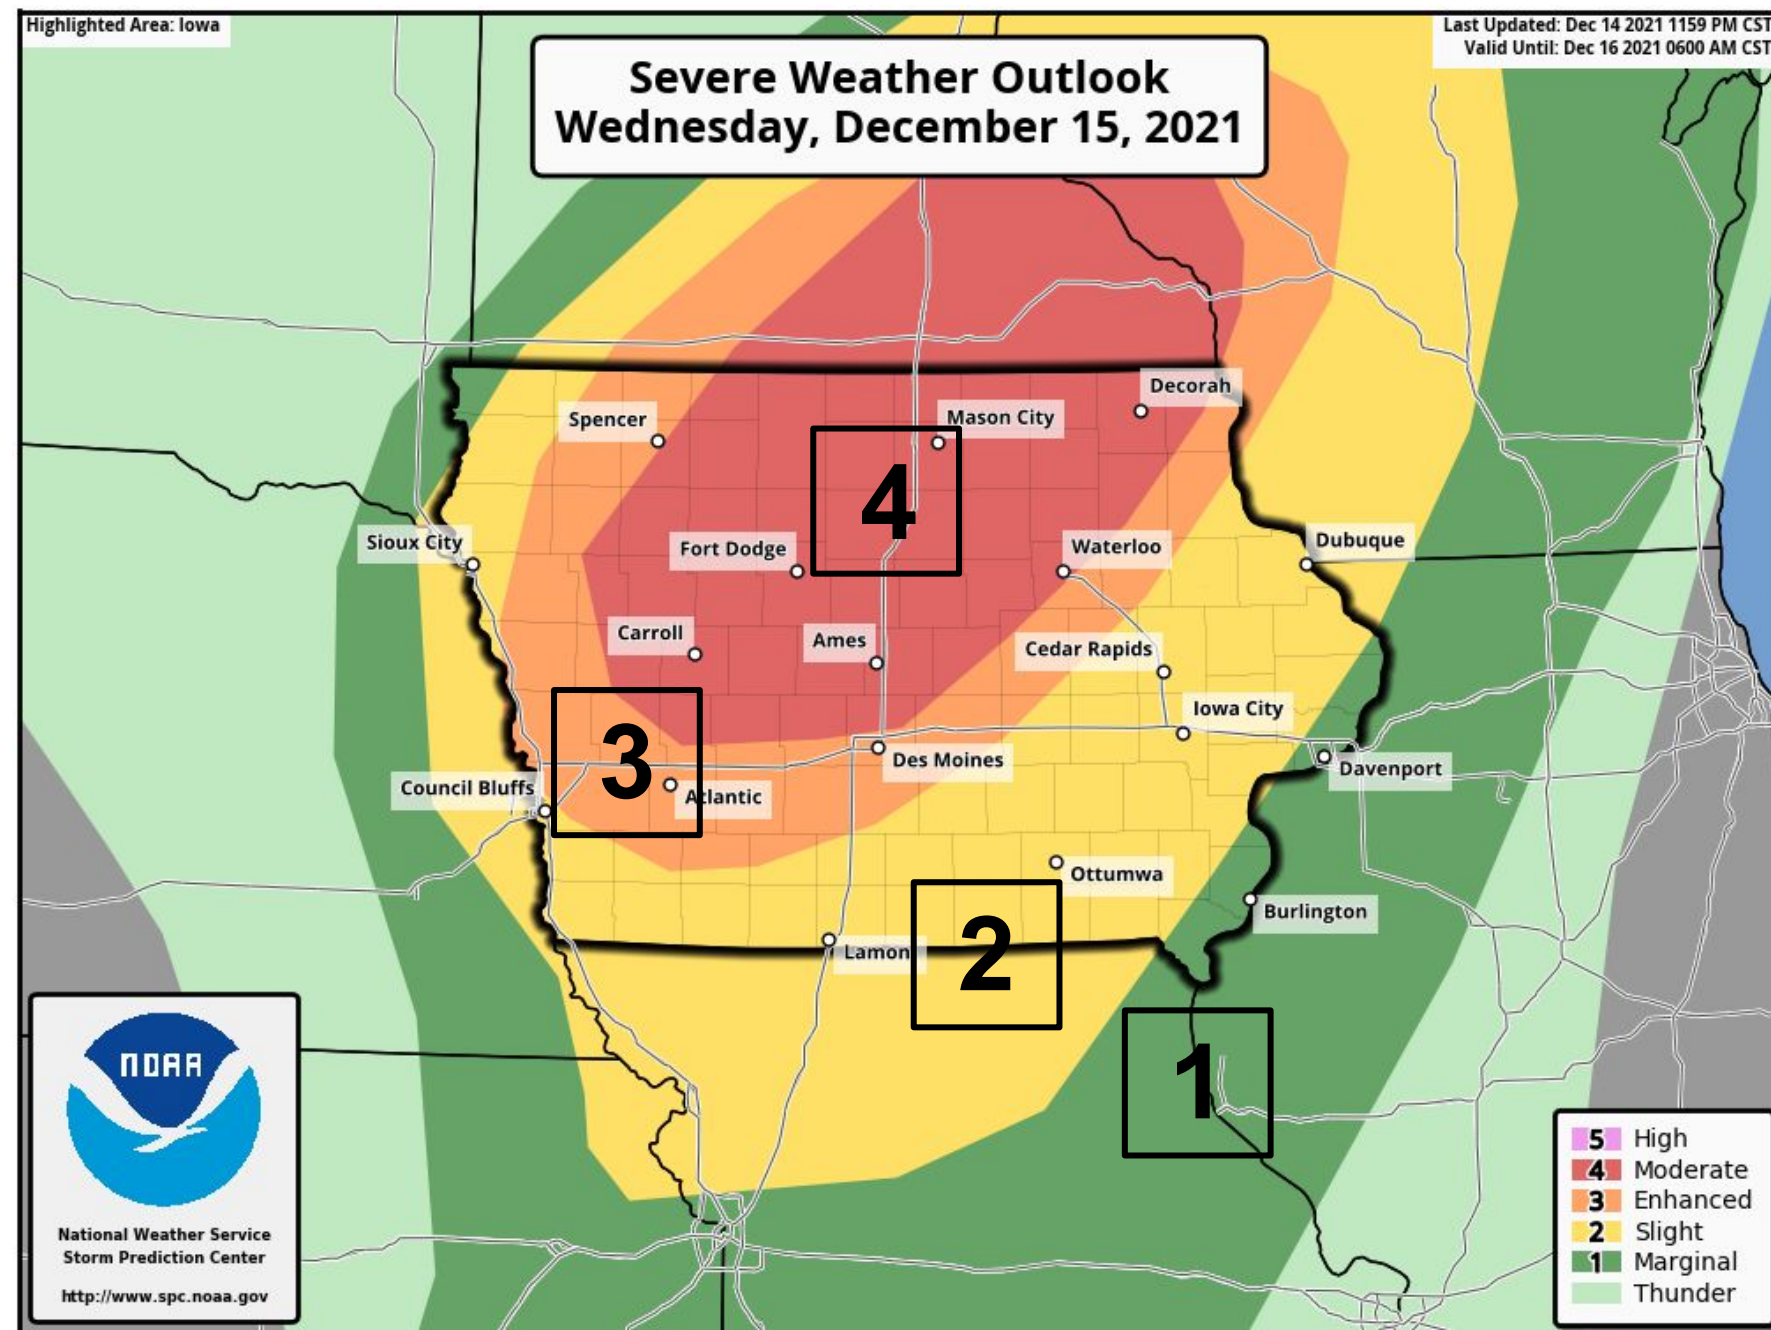 Highlighted Area: Iowa
Last Updated: Dec 14 2021 1159 PM CST
Valid Until: Dec 16 2021 0600 AM CST
Severe Weather Outlook
Wednesday, December 15, 2021
Decorah
Spencer
Mason City
4
Sioux City
Fort Dodge
Waterloo
Dubuque
Carroll
Ames
Cedar Rapids
Iowa City
3
Des Moines
Davenport
Council Bluffs
Atlantic
Ottumwa
Burlington
Lamon
2
1
NOAA
National Weather Service
Storm Prediction Center
http://www.spc.noaa.gov
5 High
4 Moderate
3 Enhanced
2 Slight
1 Marginal
Thunder